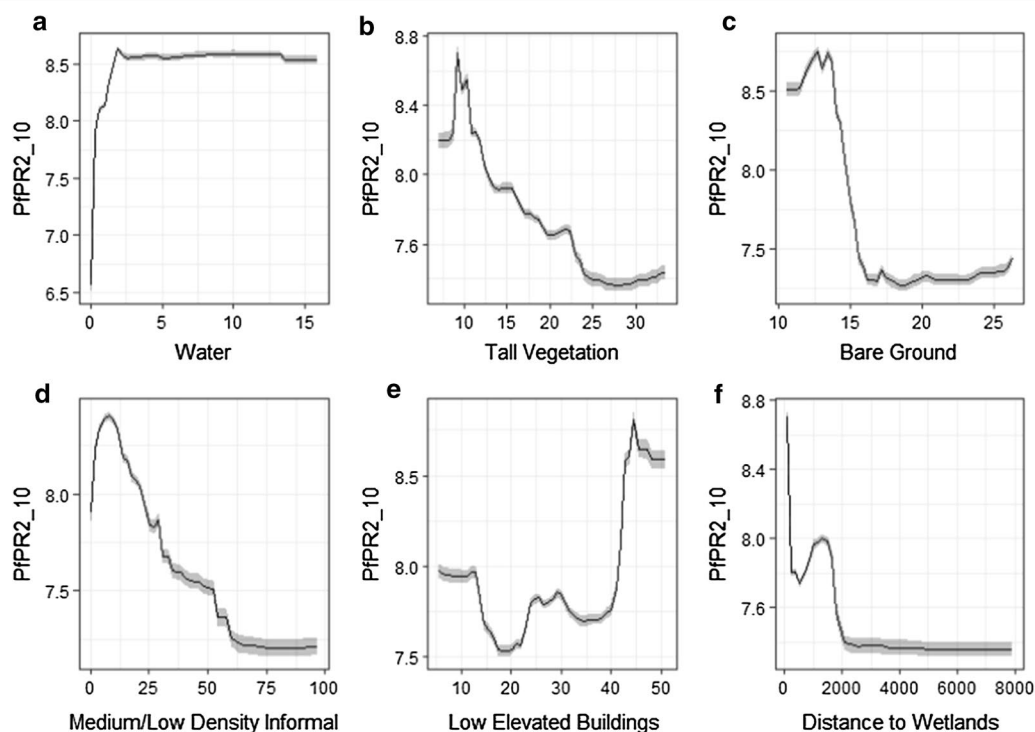 a
PfPR2_10
8.5
8.0
7.5
7.0
6.5
0 5 10 15
Water
b
PfPR2_10
8.8
8.4
8.0
7.6
10 15 20 25 30
Tall Vegetation
c
PfPR2_10
8.5
8.0
7.5
10 15 20 25
Bare Ground
d
PfPR2_10
8.0
7.5
0 25 50 75 100
Medium/Low Density Informal
e
PfPR2_10
8.5
8.0
7.5
10 20 30 40 50
Low Elevated Buildings
f
PfPR2_10
8.8
8.4
8.0
7.6
0 2000 4000 6000 8000
Distance to Wetlands